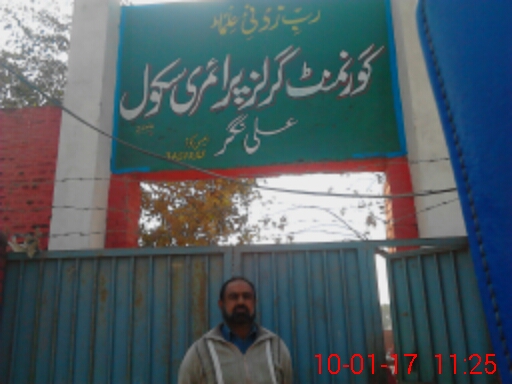 ربِّ زدنی علماً
گورنمنٹ گرلز پرائمری سکول
علی نگر
10-01-17 11:25